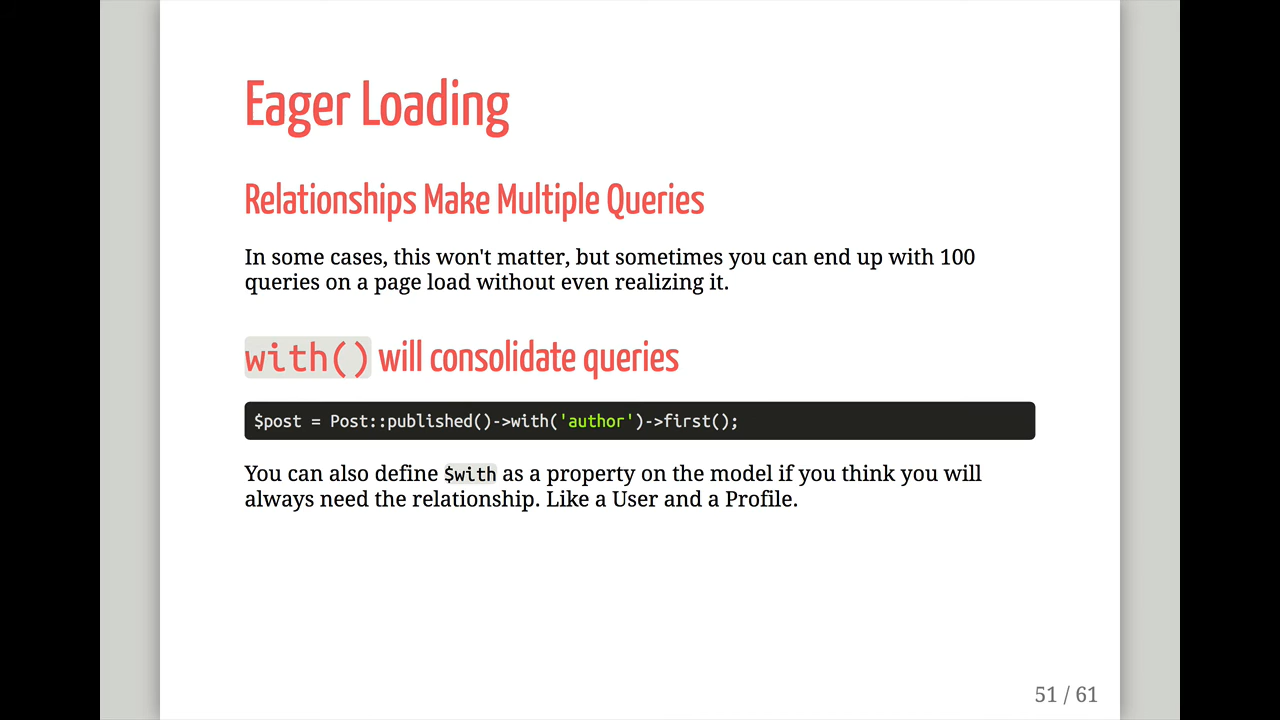 Eager Loading
Relationships Make Multiple Queries
In some cases, this won't matter, but sometimes you can end up with 100
queries on a page load without even realizing it.
with() will consolidate queries
$post = Post::published()->with('author')->first();
You can also define $with as a property on the model if you think you will
always need the relationship. Like a User and a Profile.
51 / 61